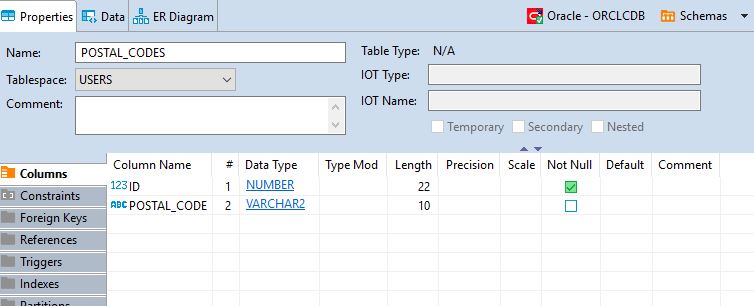 Properties Data ER Diagram Oracle - ORCLCDB Schemas
Name: POSTAL_CODES Table Type: N/A
Tablespace: USERS IOT Type:
Comment: IOT Name:
Temporary Secondary Nested
Columns Column Name # Data Type Type Mod Length Precision Scale Not Null Default Comment
Constraints 123 ID 1 NUMBER 22
Foreign Keys ABC POSTAL_CODE 2 VARCHAR2 10
References
Triggers
Indexes
Partitions